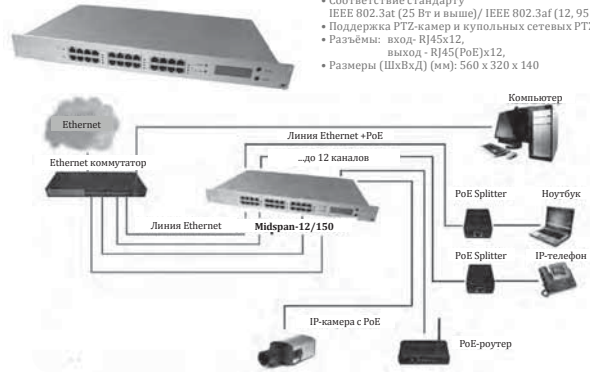 • Соответствие стандарту
IEEE 802.3at (25 Вт и выше)/ IEEE 802.3af (12, 95
• Поддержка PTZ-камер и купольных сетевых PTZ
• Разъёмы: вход- RJ45x12,
выход - RJ45(PoE)x12,
• Размеры (ШхВхД) (мм): 560 x 320 x 140
Компьютер
Ethernet
Линия Ethernet +PoE
Ethernet коммутатор
...до 12 каналов
PoE Splitter
Ноутбук
Линия Ethernet
Midspan-12/150
PoE Splitter
IP-телефон
IP-камера с PoE
PoE-роутер